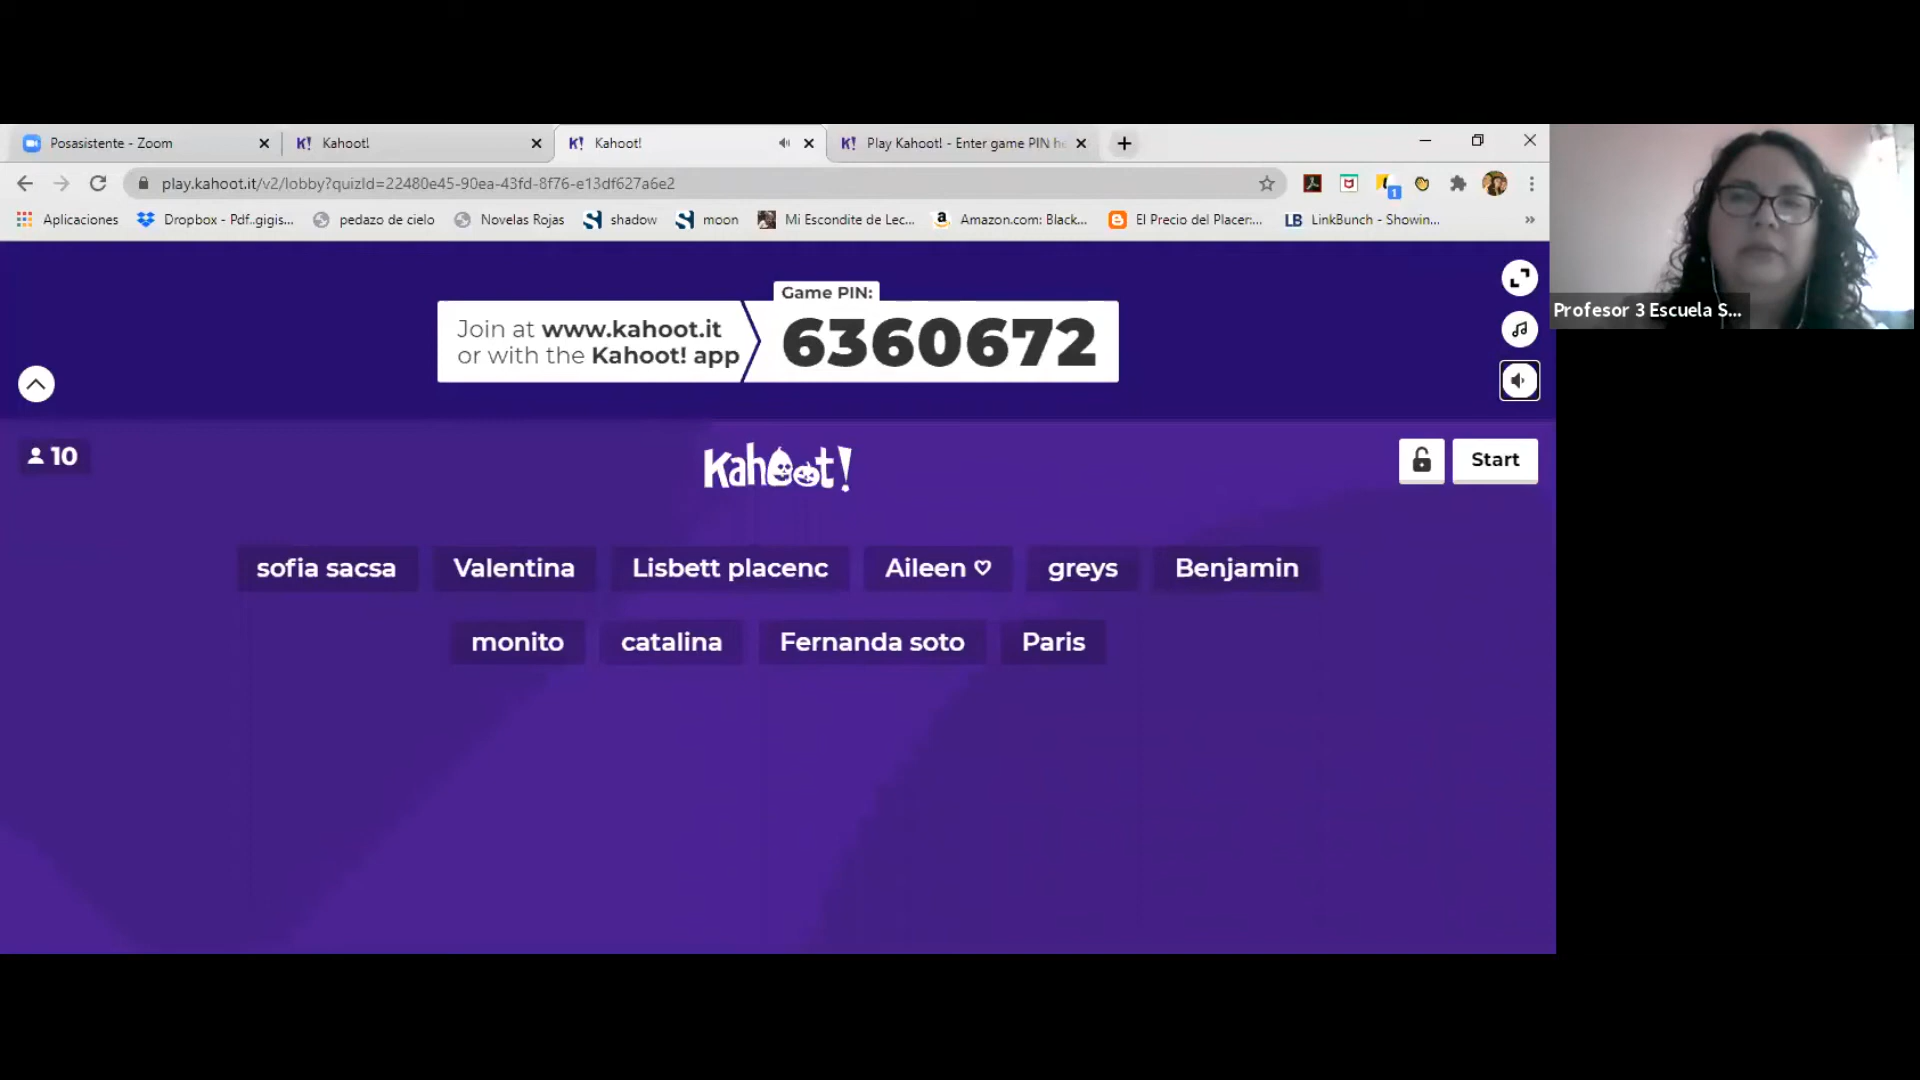 Posasistente - Zoom
Kahoot!
Kahoot!
Play Kahoot! - Enter game PIN he
play.kahoot.it/v2/lobby?quizId=22480e45-90ea-43fd-8f76-e13df627a6e2
1
Aplicaciones
Dropbox - Pdf..gigis...
pedazo de cielo
Novelas Rojas
shadow
moon
Mi Escondite de Lec...
Amazon.com: Black...
El Precio del Placer:...
LB LinkBunch - Showin...
Game PIN:
Join at www.kahoot.it
or with the Kahoot! app
6360672
Profesor 3 Escuela S...
10
Kahoot!
Start
sofia sacsa
Valentina
Lisbett placenc
Aileen ♡
greys
Benjamin
monito
catalina
Fernanda soto
Paris